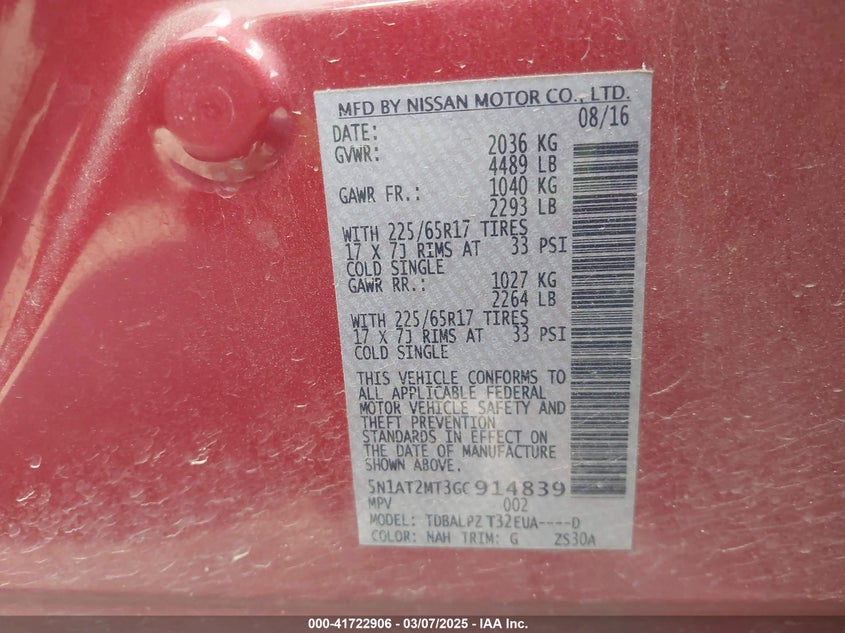 MFD BY NISSAN MOTOR CO., LTD.
DATE: 08/16
GVWR: 2036 KG
4489 LB
GAWR FR.: 1040 KG
2293 LB
WITH 225/65R17 TIRES
17 X 7J RIMS AT 33 PSI
COLD SINGLE
GAWR RR.: 1027 KG
2264 LB
WITH 225/65R17 TIRES
17 X 7J RIMS AT 33 PSI
COLD SINGLE
THIS VEHICLE CONFORMS TO
ALL APPLICABLE FEDERAL
MOTOR VEHICLE SAFETY AND
THEFT PREVENTION
STANDARDS IN EFFECT ON
THE DATE OF MANUFACTURE
SHOWN ABOVE.
5N1AT2MT3GC914839
MPV 002
MODEL: TDBALPZ T32EUA----D
COLOR: NAH TRIM: G ZS30A
000-41722906 - 03/07/2025 - IAA Inc.